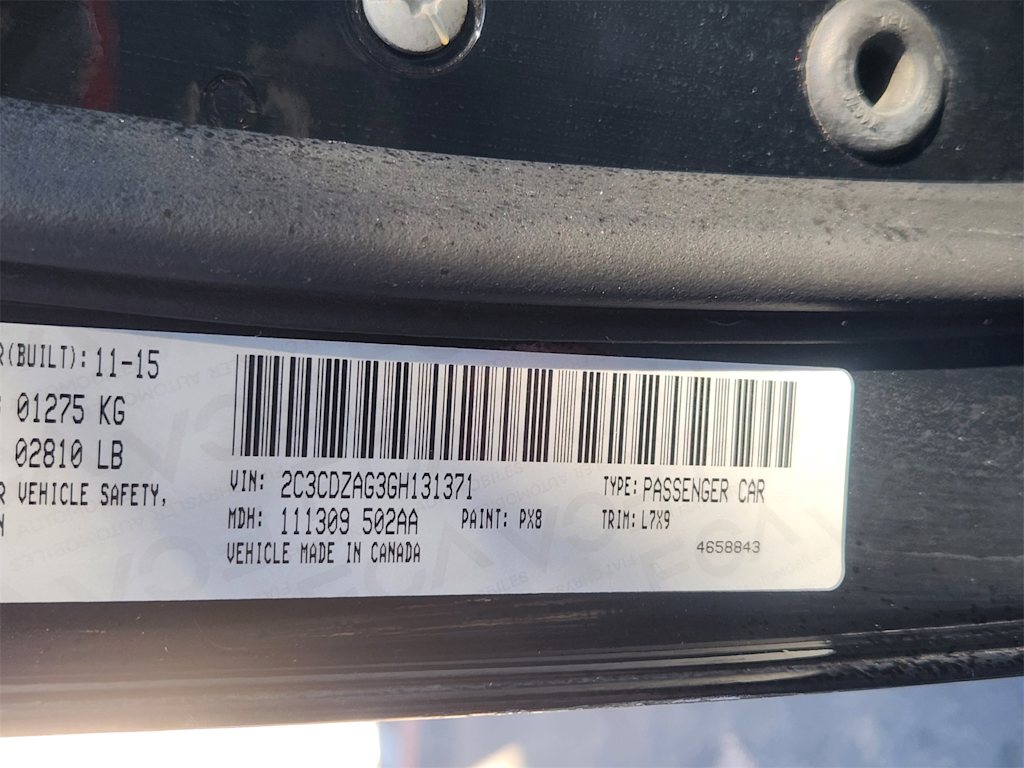 R(BUILT): 11-15
01275 KG
02810 LB
R VEHICLE SAFETY,
N
VIN: 2C3CDZAG3GH131371 TYPE: PASSENGER CAR
MDH: 111309 502AA PAINT: PX8 TRIM: L7X9
VEHICLE MADE IN CANADA 4658843